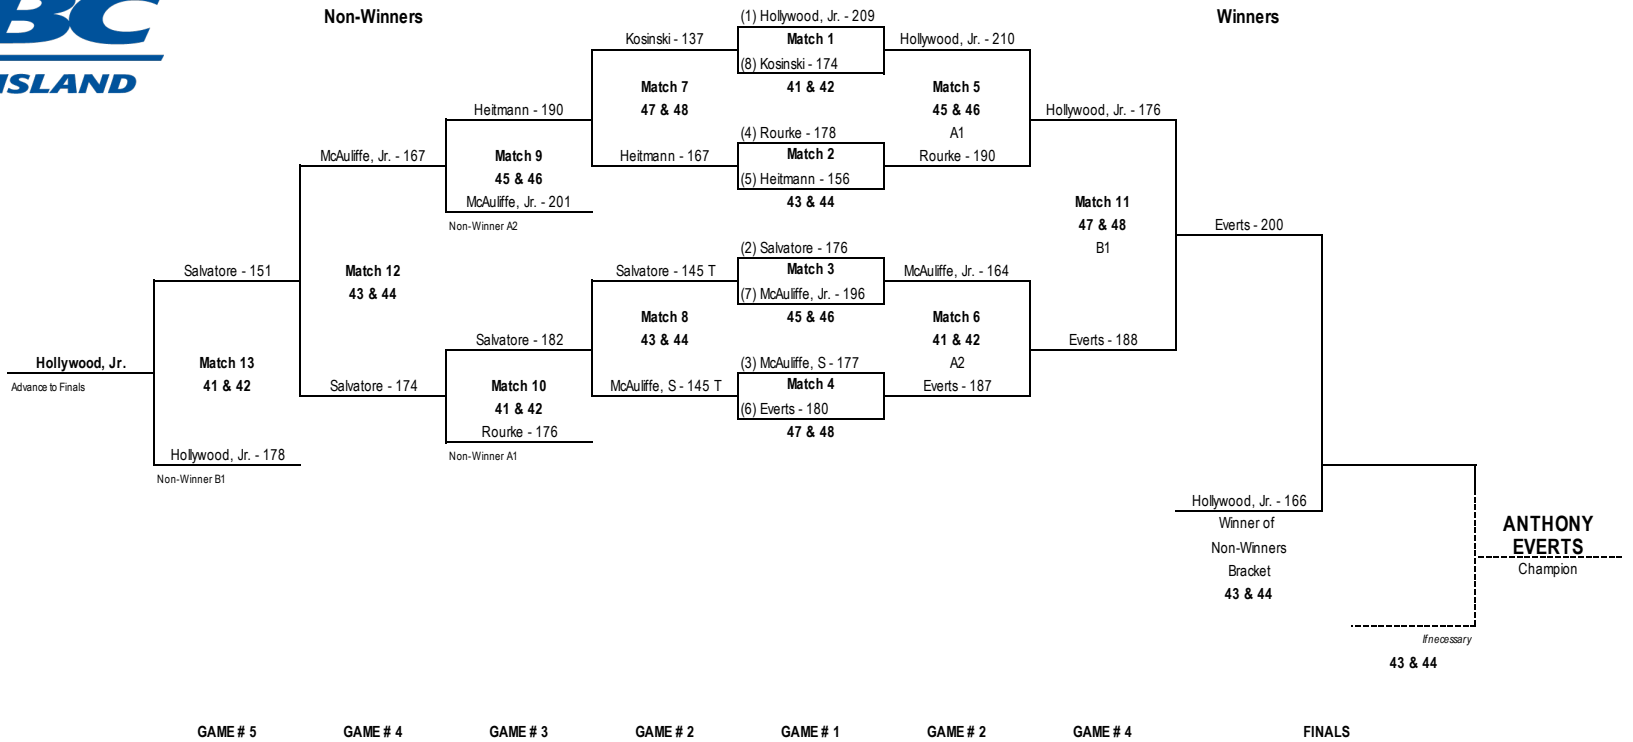 BC
ISLAND
Non-Winners
Winners
(1) Hollywood, Jr. - 209
Kosinski - 137
Match 1
Hollywood, Jr. - 210
(8) Kosinski - 174
Match 7
41 & 42
Match 5
47 & 48
45 & 46
Heitmann - 190
Hollywood, Jr. - 176
(4) Rourke - 178
A1
McAuliffe, Jr. - 167
Match 9
Heitmann - 167
Match 2
Rourke - 190
45 & 46
(5) Heitmann - 156
McAuliffe, Jr. - 201
43 & 44
Match 11
Non-Winner A2
47 & 48
Everts - 200
(2) Salvatore - 176
B1
Salvatore - 151
Match 12
Salvatore - 145 T
Match 3
McAuliffe, Jr. - 164
43 & 44
(7) McAuliffe, Jr. - 196
Match 8
45 & 46
Match 6
Salvatore - 182
43 & 44
41 & 42
Everts - 188
Hollywood, Jr.
Match 13
(3) McAuliffe, S - 177
A2
Advance to Finals
41 & 42
Salvatore - 174
Match 10
McAuliffe, S - 145 T
Match 4
Everts - 187
41 & 42
(6) Everts - 180
Rourke - 176
47 & 48
Hollywood, Jr. - 178
Non-Winner A1
Non-Winner B1
Hollywood, Jr. - 166
Winner of
Non-Winners
Bracket
43 & 44
ANTHONY
EVERTS
Champion
If necessary
43 & 44
GAME # 5
GAME # 4
GAME # 3
GAME # 2
GAME # 1
GAME # 2
GAME # 4
FINALS